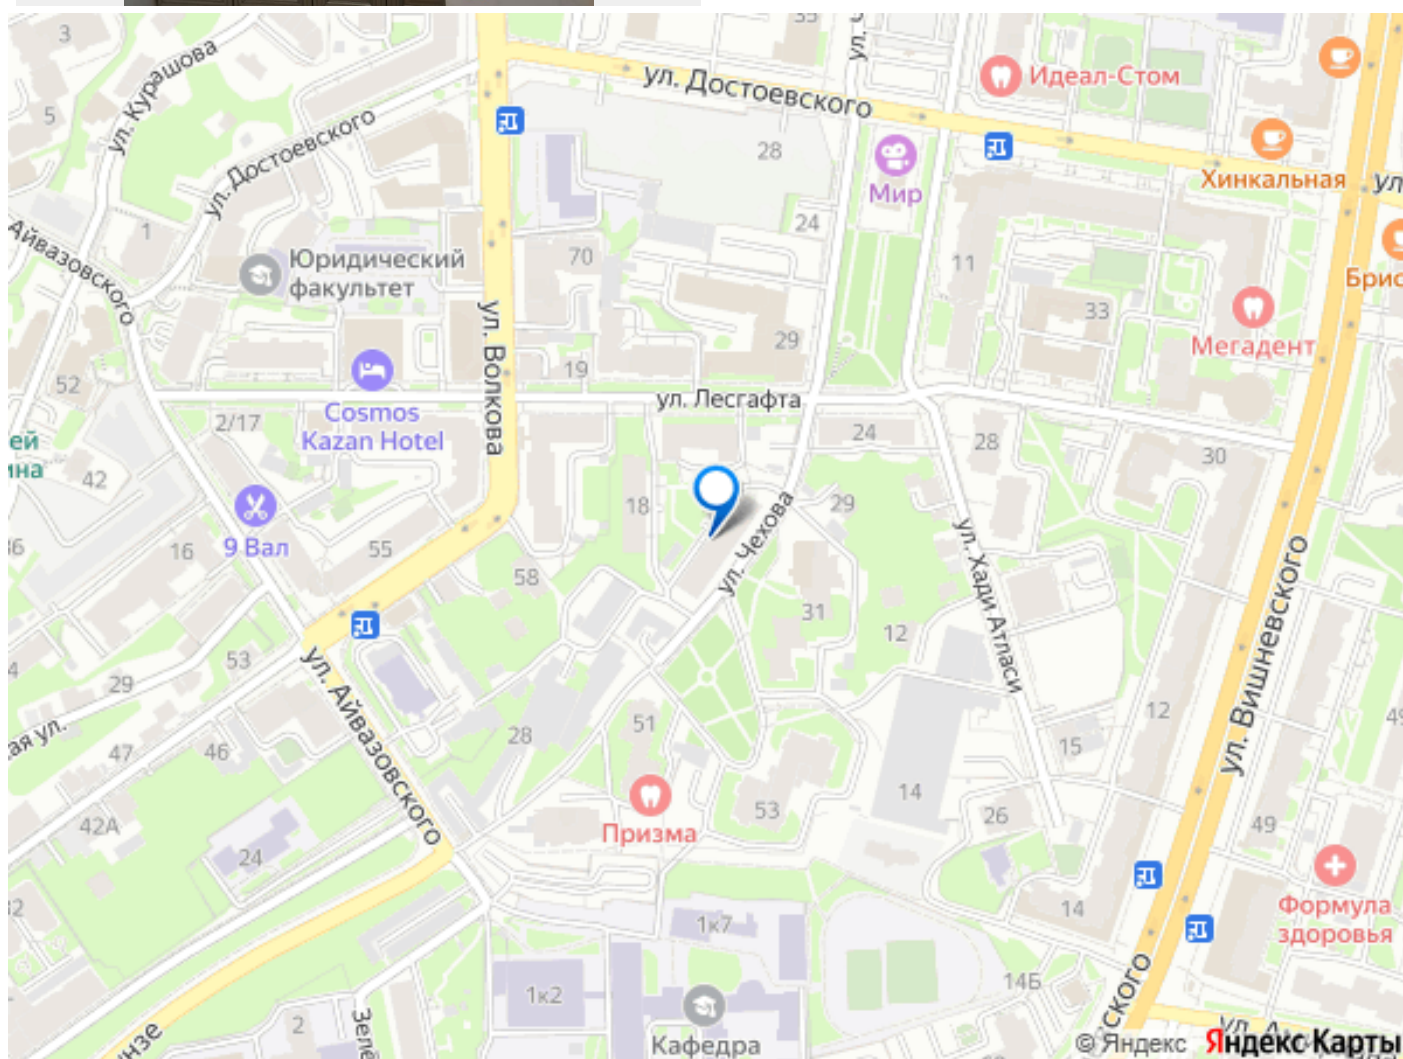 3
35
ул. Курашова
ул. Достоевского
Идеал-Стом
5
ул. Достоевского
28
Мир
Хинкальная
24
1
Айвазовского
Юридический
факультет
70
11
ул. Волкова
33
29
Мегадент
19
52
Cosmos
Kazan Hotel
ул. Лесгафта
2/17
24
28
30
42
18
29
ул. Чехова
16
9 Вал
55
58
31
12
ул. Хади Атласи
ул. Вишневского
53
29
ул. Айвазовского
51
28
47
46
12
15
14
53
26
Призма
42А
24
49
Формула
здоровья
14
1к7
14Б
1к2
2
Кафедра
© Яндекс Яндекс Карты